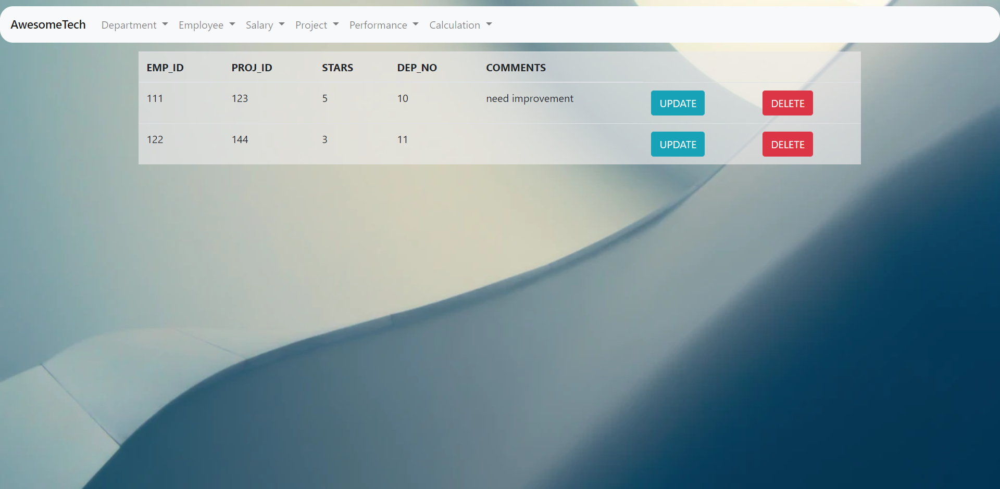 AwesomeTech Department Employee Salary Project Performance Calculation
EMP_ID PROJ_ID STARS DEP_NO COMMENTS
111 123 5 10 need improvement UPDATE DELETE
122 144 3 11 UPDATE DELETE